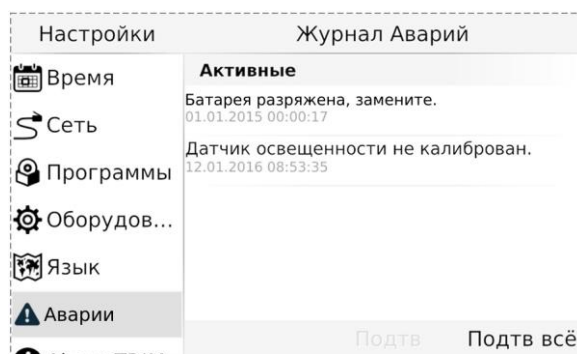 Настройки
Журнал Аварий
Время
Сеть
Программы
Оборудов...
Язык
Аварии
Активные
Батарея разряжена, замените.
01.01.2015 00:00:17
Датчик освещенности не калиброван.
12.01.2016 08:53:35
Подтв
Подтв всё